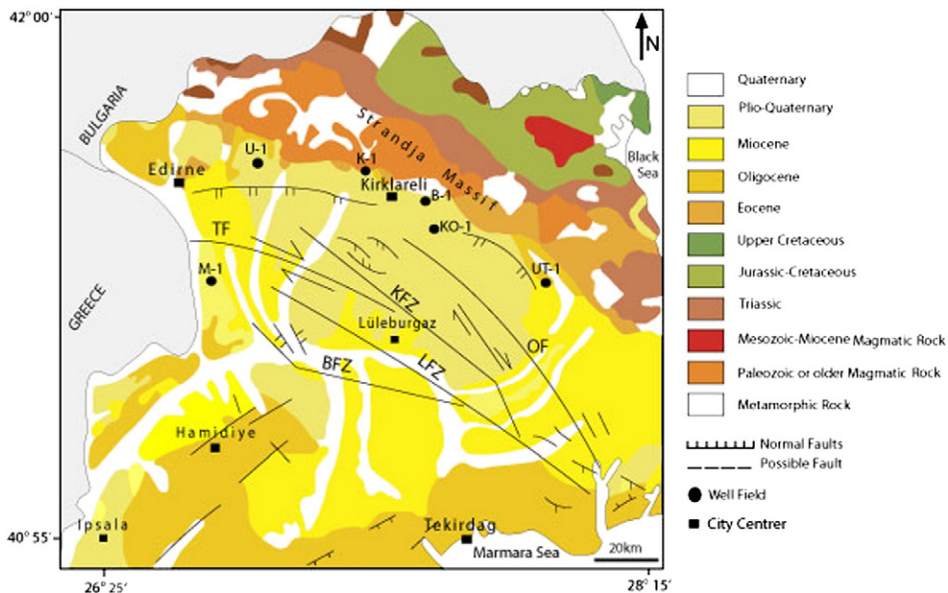 42° 00'
N
BULGARIA
Strandja Massif
Black
Sea
U-1
K-1
Edirne
Kirklareli
B-1
KO-1
TF
UT-1
M-1
GREECE
KFZ
Lüleburgaz
OF
BFZ
LFZ
Hamidiye
Ipsala
Tekirdag
Marmara Sea
20km
40° 55'
26° 25'
28° 15'
Quaternary
Plio-Quaternary
Miocene
Oligocene
Eocene
Upper Cretaceous
Jurassic-Cretaceous
Triassic
Mesozoic-Miocene Magmatic Rock
Paleozoic or older Magmatic Rock
Metamorphic Rock
Normal Faults
Possible Fault
Well Field
City Centrer